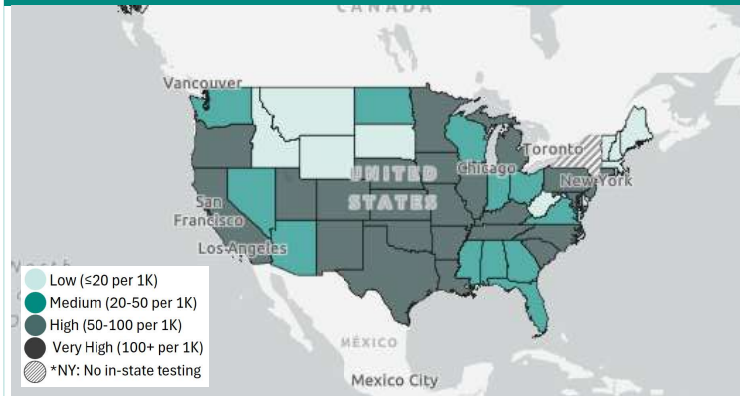 CANADA
Vancouver
Toronto
Chicago
New York
UNITED
STATES
San
Francisco
Los Angeles
North
Low (≤20 per 1K)
Medium (20-50 per 1K)
High (50-100 per 1K)
Very High (100+ per 1K)
*NY: No in-state testing
MÉXICO
Mexico City